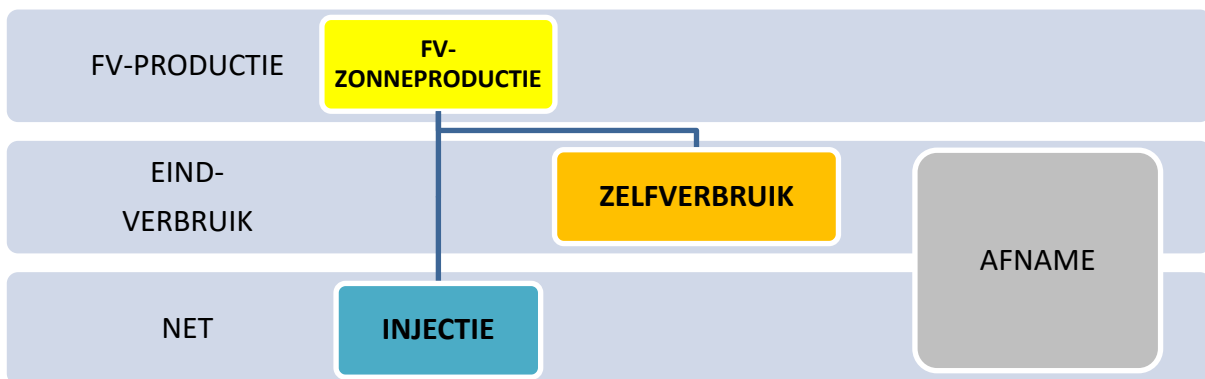 FV-PRODUCTIE
FV-
ZONNEPRODUCTIE
EIND-
VERBRUIK
ZELFVERBRUIK
AFNAME
NET
INJECTIE